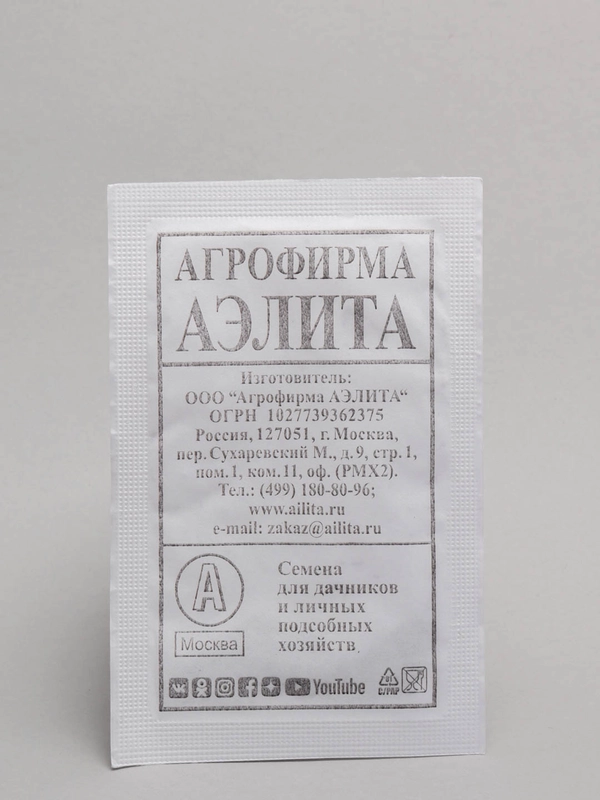 АГРОФИРМА
АЭЛИТА
Изготовитель:
ООО “Агрофирма АЭЛИТА“
ОГРН 1027739362375
Россия, 127051, г. Москва,
пер. Сухаревский М., д. 9, стр. 1,
пом. 1, ком. 11, оф. (РМХ2).
Тел.: (499) 180-80-96;
www.ailita.ru
e-mail: zakaz@ailita.ru
А
Москва
Семена
для дачников
и личных
подсобных
хозяйств
YouTube
C/PAP